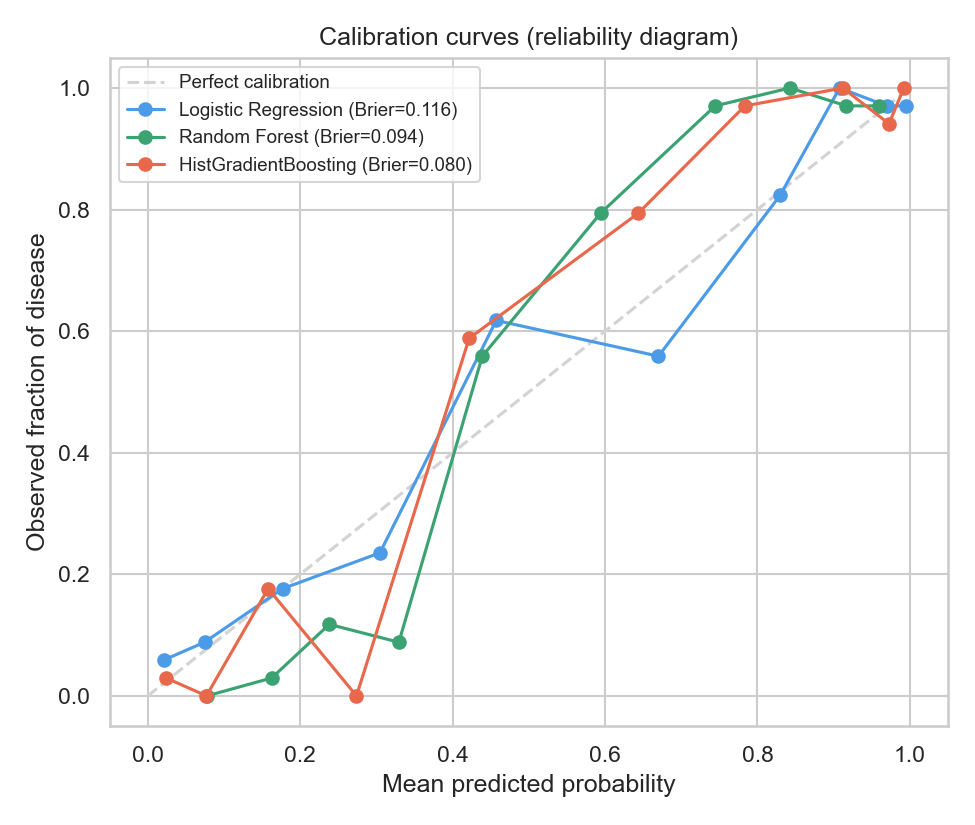 Calibration curves (reliability diagram)
Perfect calibration
Logistic Regression (Brier=0.116)
Random Forest (Brier=0.094)
HistGradientBoosting (Brier=0.080)
Observed fraction of disease
1.0
0.8
0.6
0.4
0.2
0.0
0.0 0.2 0.4 0.6 0.8 1.0
Mean predicted probability